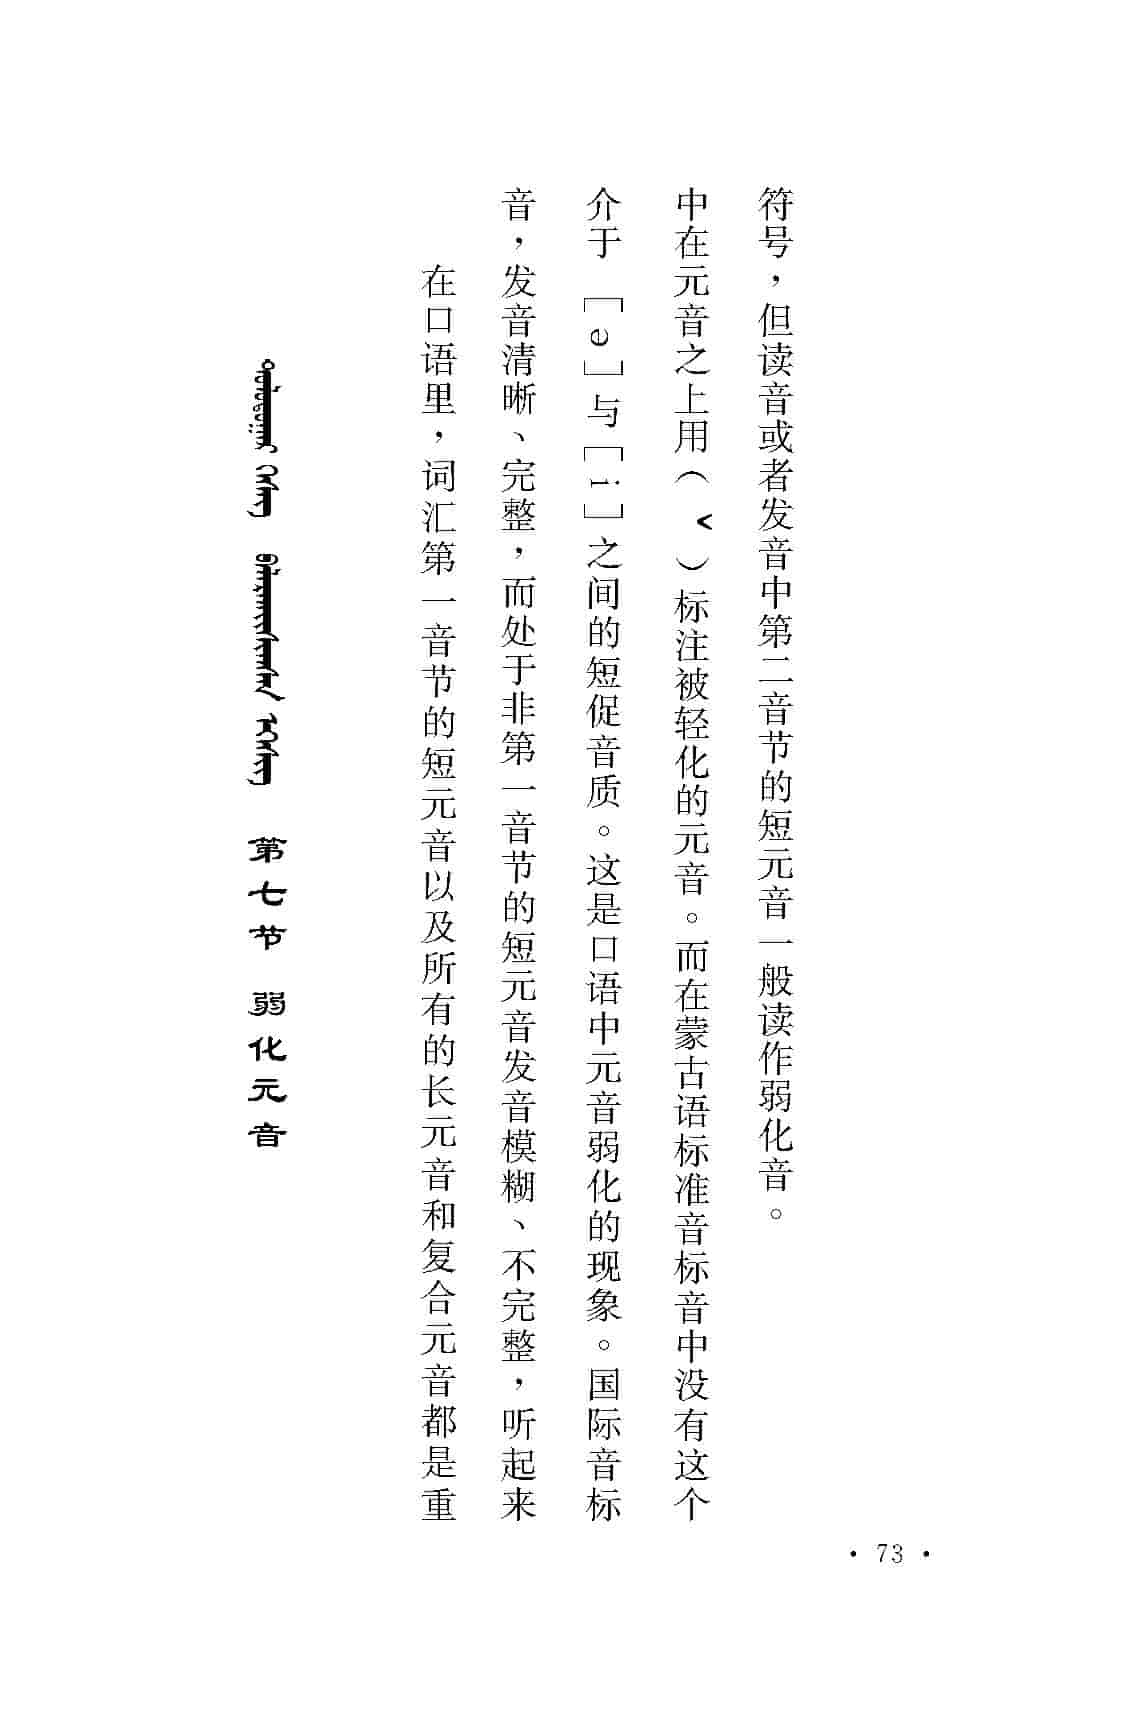 第七节 弱化元音
在口语里，词汇第一音节的短元音以及所有的长元音和复合元音都是重
音，发音清晰、完整，而处于非第一音节的短元音发音模糊、不完整，听起来
介于［e］与［i］之间的短促音质。这是口语中元音弱化的现象。国际音标
中在元音之上用（ˇ）标注被轻化的元音。而在蒙古语标准音标音中没有这个
符号，但读音或者发音中第二音节的短元音一般读作弱化音。
· 73 ·